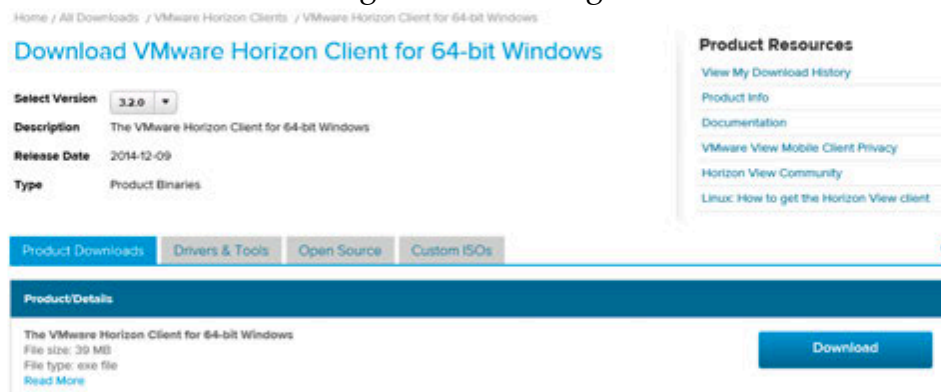 Home / All Downloads / VMware Horizon Clients / VMware Horizon Client for 64-bit Windows
Download VMware Horizon Client for 64-bit Windows
Select Version 3.2.0
Description The VMware Horizon Client for 64-bit Windows
Release Date 2014-12-09
Type Product Binaries
Product Resources
View My Download History
Product Info
Documentation
VMware View Mobile Client Privacy
Horizon View Community
Linux: How to get the Horizon View client
Product Downloads Drivers & Tools Open Source Custom ISOs
Product/Details
The VMware Horizon Client for 64-bit Windows
File size: 39 MB
File type: exe file
Read More
Download